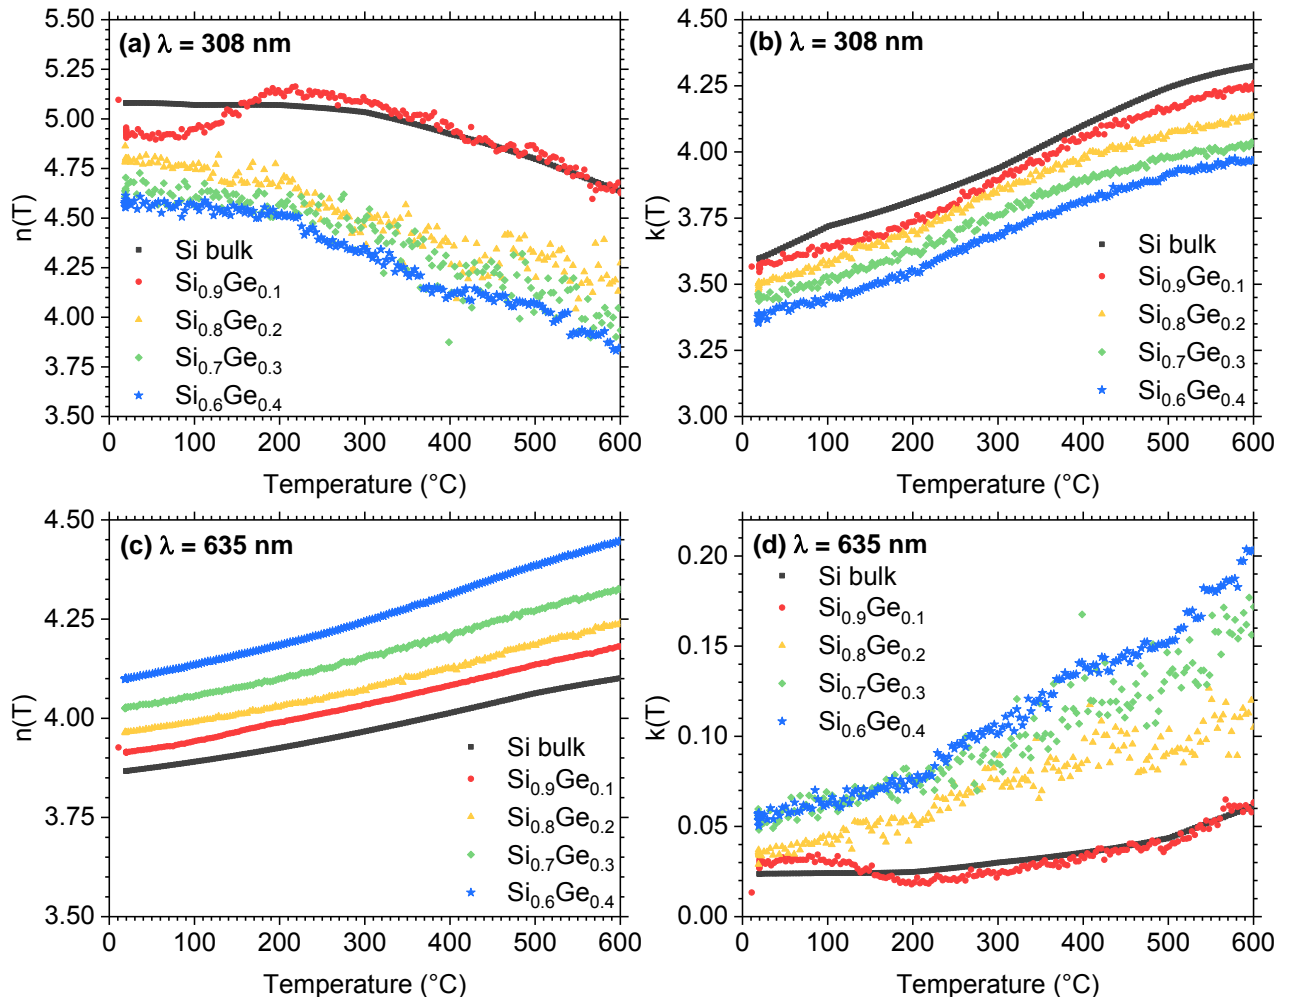 (a) λ = 308 nm
5.50
5.25
5.00
4.75
4.50
4.25
4.00
3.75
3.50
n(T)
Si bulk
Si0.9Ge0.1
Si0.8Ge0.2
Si0.7Ge0.3
Si0.6Ge0.4
0 100 200 300 400 500 600
Temperature (°C)
(b) λ = 308 nm
4.50
4.25
4.00
3.75
3.50
3.25
3.00
k(T)
Si bulk
Si0.9Ge0.1
Si0.8Ge0.2
Si0.7Ge0.3
Si0.6Ge0.4
0 100 200 300 400 500 600
Temperature (°C)
(c) λ = 635 nm
4.50
4.25
4.00
3.75
3.50
n(T)
Si bulk
Si0.9Ge0.1
Si0.8Ge0.2
Si0.7Ge0.3
Si0.6Ge0.4
0 100 200 300 400 500 600
Temperature (°C)
(d) λ = 635 nm
0.20
0.15
0.10
0.05
0.00
k(T)
Si bulk
Si0.9Ge0.1
Si0.8Ge0.2
Si0.7Ge0.3
Si0.6Ge0.4
0 100 200 300 400 500 600
Temperature (°C)